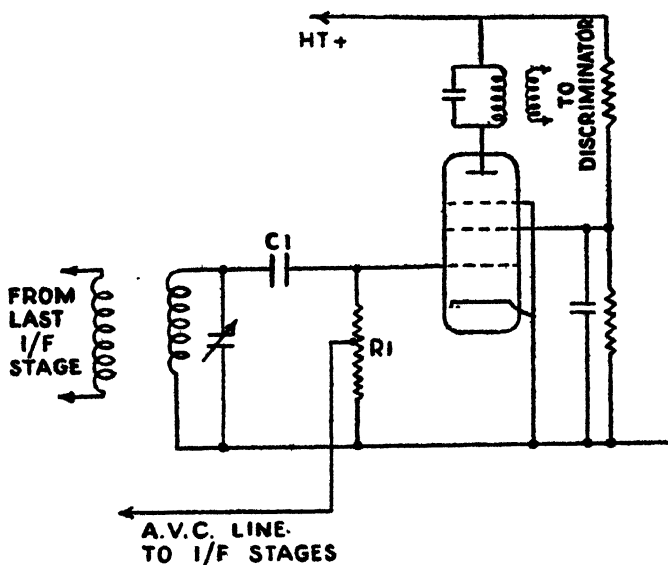 HT+
TO
DISCRIMINATOR
C1
FROM
LAST
I/F
STAGE
R1
A.V.C. LINE.
TO I/F STAGES